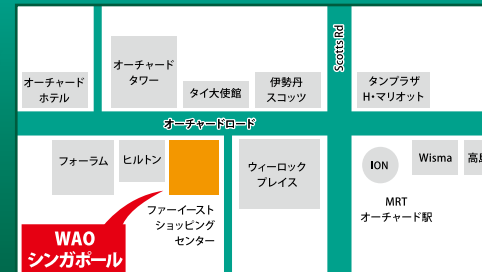 Scotts Rd
オーチャード
ホテル
オーチャード
タワー
タイ大使館
伊勢丹
スコッツ
タンプラザ
H・マリオット
オーチャードロード
フォーラム
ヒルトン
ファーイースト
ショッピング
センター
ウィーロック
プレイス
ION
Wisma
MRT
オーチャード駅
WAO
シンガポール